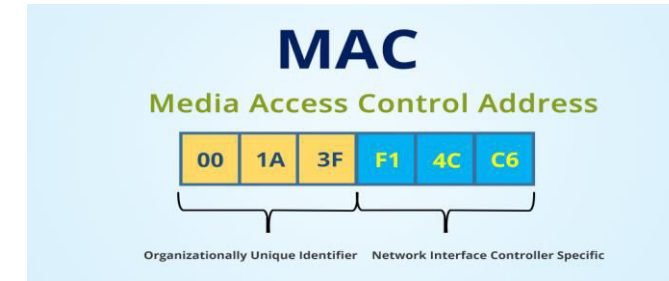 MAC
Media Access Control Address
00 1A 3F F1 4C C6
Organizationally Unique Identifier Network Interface Controller Specific